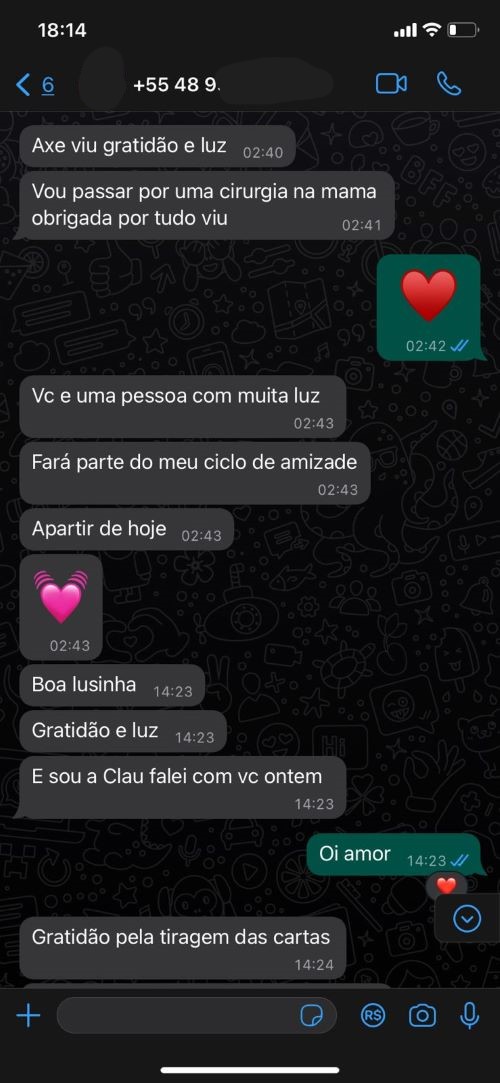 18:14
6
+55 48 9
Axe viu gratidão e luz 02:40
Vou passar por uma cirurgia na mama
obrigada por tudo viu 02:41
02:42
Vc e uma pessoa com muita luz
02:43
Fará parte do meu ciclo de amizade
02:43
Apartir de hoje 02:43
02:43
Boa lusinha 14:23
Gratidão e luz 14:23
E sou a Clau falei com vc ontem
14:23
Oi amor 14:23
Gratidão pela tiragem das cartas
14:24
R$